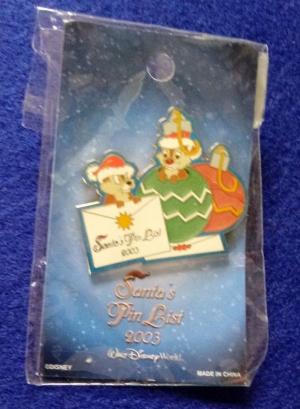 Santa's Pin List
2003
Santa's
Pin List
2003
Walt Disney World
©DISNEY
MADE IN CHINA